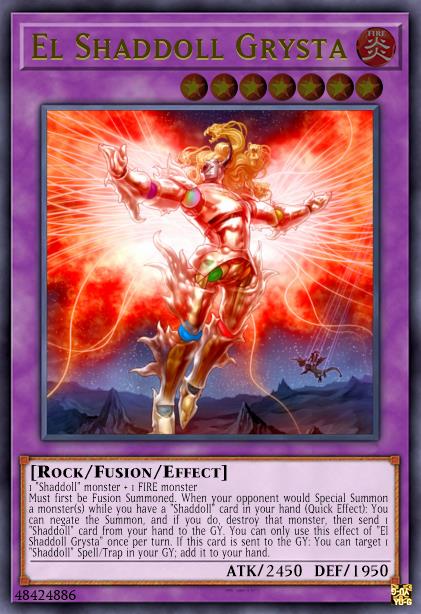 El Shaddoll Grysta
FIRE
炎
[Rock/Fusion/Effect]
1 "Shaddoll" monster + 1 FIRE monster
Must first be Fusion Summoned. When your opponent would Special Summon
a monster(s) while you have a "Shaddoll" card in your hand (Quick Effect): You
can negate the Summon, and if you do, destroy that monster, then send 1
"Shaddoll" card from your hand to the GY. You can only use this effect of "El
Shaddoll Grysta" once per turn. If this card is sent to the GY: You can target 1
"Shaddoll" Spell/Trap in your GY; add it to your hand.
ATK/2450 DEF/1950
48424886